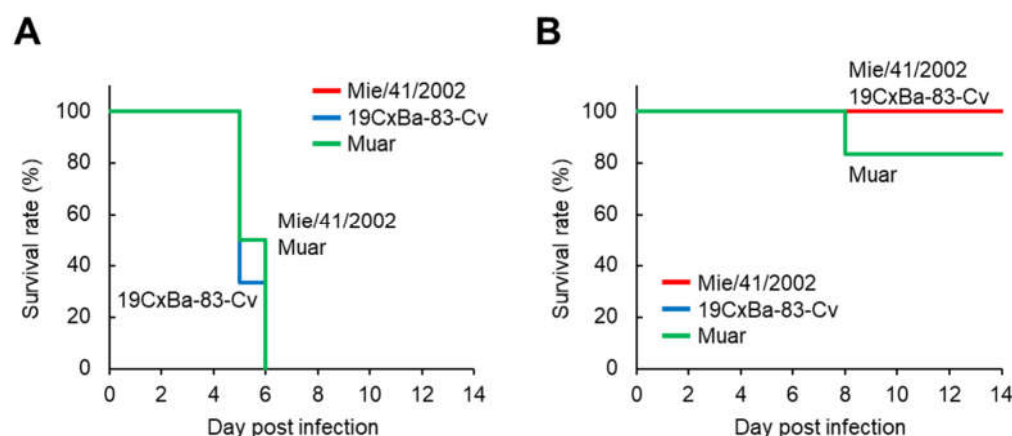 A
Survival rate (%)
100
80
60
40
20
0
0 2 4 6 8 10 12 14
Day post infection
Mie/41/2002
19CxBa-83-Cv
Muar
Mie/41/2002
Muar
19CxBa-83-Cv
B
Survival rate (%)
100
80
60
40
20
0
0 2 4 6 8 10 12 14
Day post infection
Mie/41/2002
19CxBa-83-Cv
Muar
Mie/41/2002
19CxBa-83-Cv
Muar